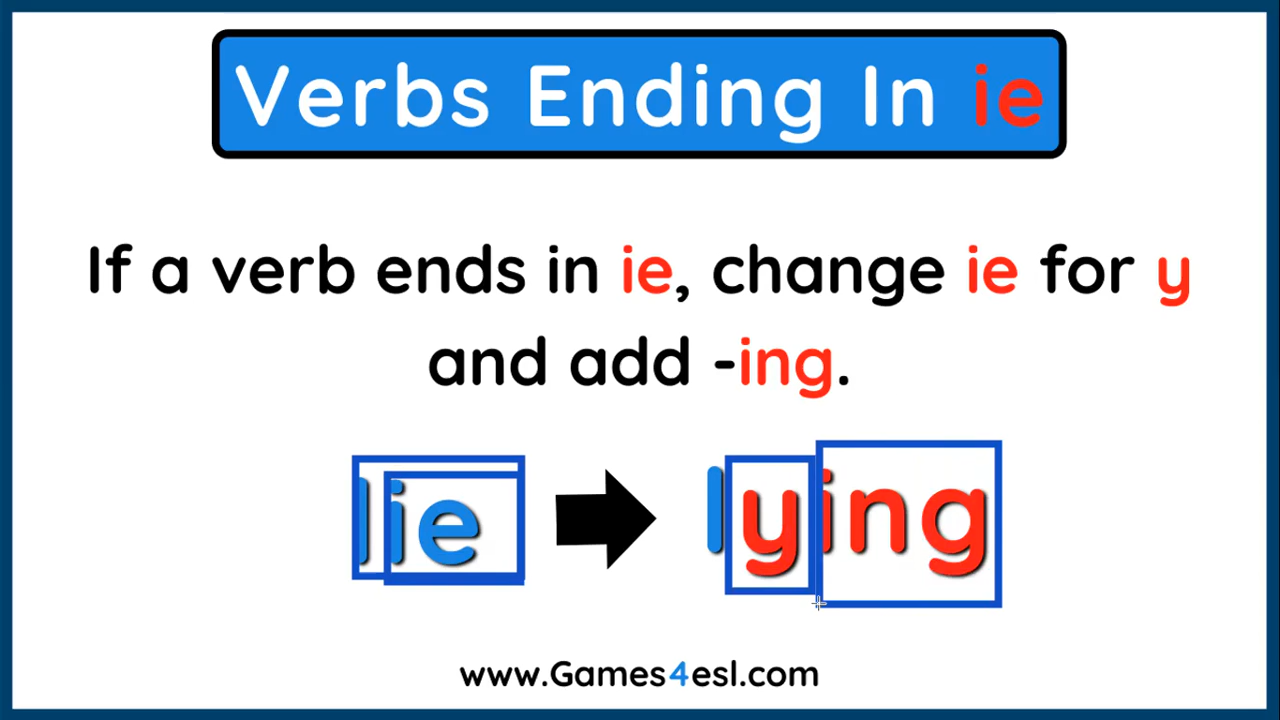 Verbs Ending In ie
If a verb ends in ie, change ie for y
and add -ing.
lie lying
www.Games4esl.com